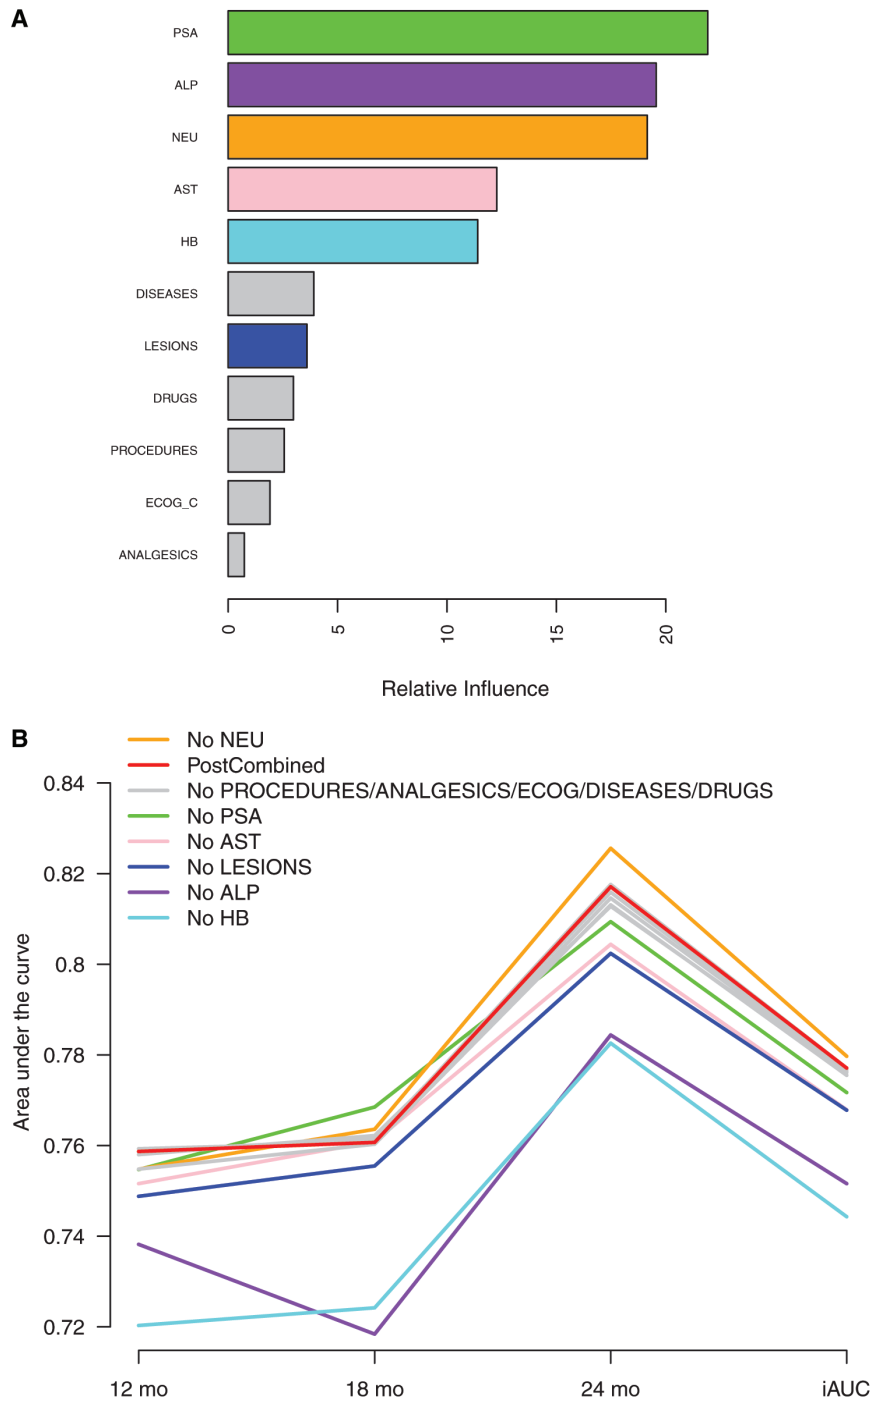 A
PSA
ALP
NEU
AST
HB
DISEASES
LESIONS
DRUGS
PROCEDURES
ECOG_C
ANALGESICS
0 5 10 15 20
Relative Influence
B
No NEU
PostCombined
No PROCEDURES/ANALGESICS/ECOG/DISEASES/DRUGS
No PSA
No AST
No LESIONS
No ALP
No HB
Area under the curve
0.84
0.82
0.8
0.78
0.76
0.74
0.72
12 mo 18 mo 24 mo iAUC